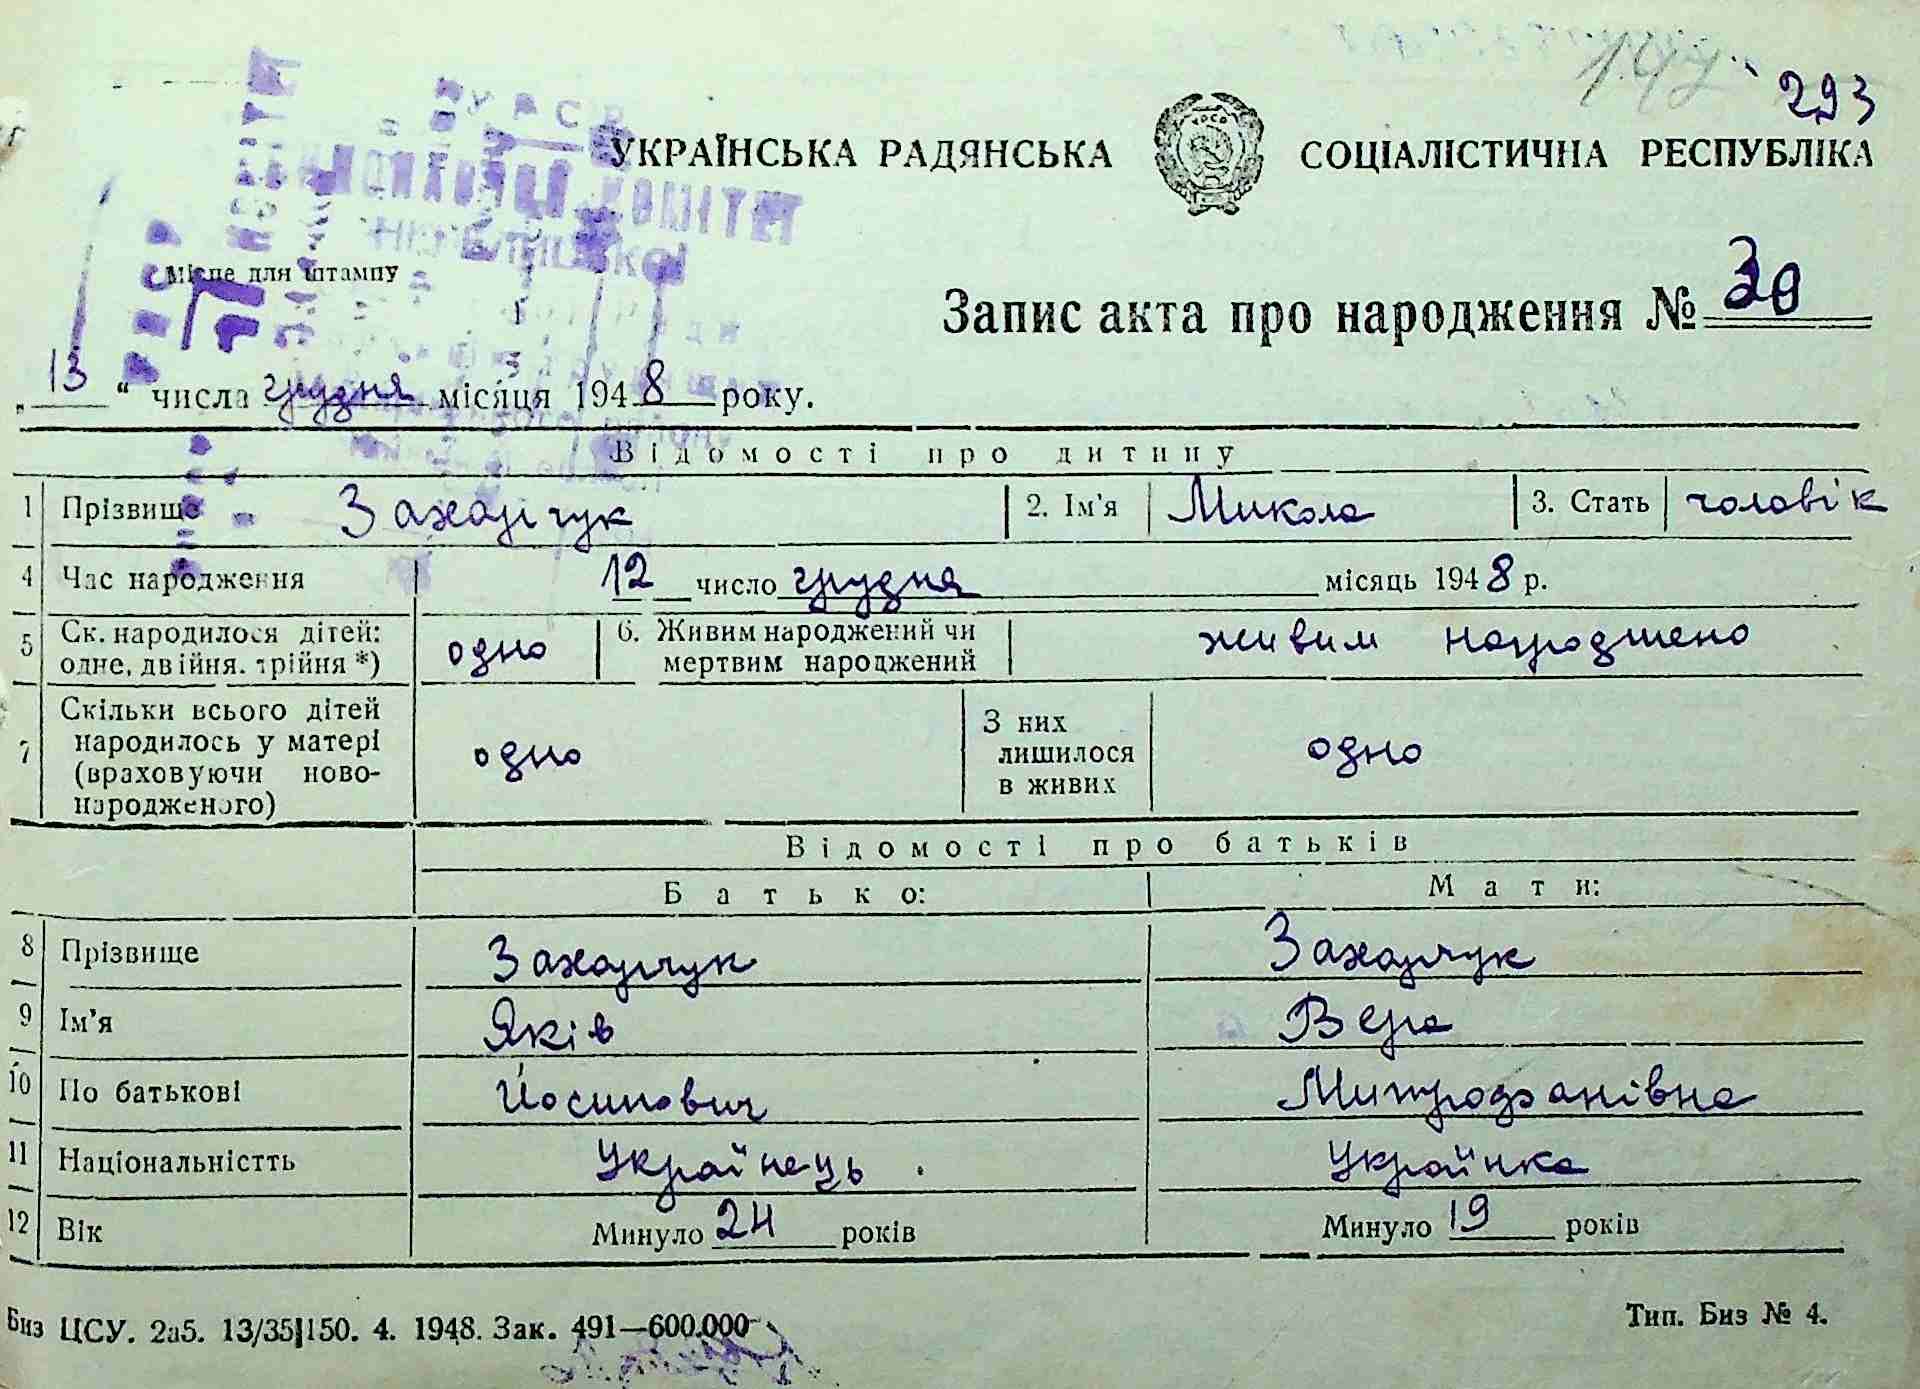 147
293
УРСР
УКРАЇНСЬКА РАДЯНСЬКА СОЦІАЛІСТИЧНА РЕСПУБЛІКА
КОМІТЕТ
Місце для штампу
Запис акта про народження № 30
„ 13 “ числа грудня місяця 1948 року.
Відомості про дитину
1 Прізвище Захарчук 2. Ім'я Микола 3. Стать чоловік
4 Час народження 12 число грудня місяць 1948 р.
5 Ск. народилося дітей: одне, двійня. трійня *) одно 6. Живим народжений чи мертвим народжений живим народжено
7 Скільки всього дітей народилось у матері (враховуючи ново-народженого) одно З них лишилося в живих одно
Відомості про батьків
Батько: Мати:
8 Прізвище Захарчук Захарчук
9 Ім'я Яків Вера
10 По батькові Йосипович Митрофанівна
11 Національністть Українець Українка
12 Вік Минуло 24 років Минуло 19 років
Биз ЦСУ. 2а5. 13/35|150. 4. 1948. Зак. 491—600.000 Тип. Биз № 4.